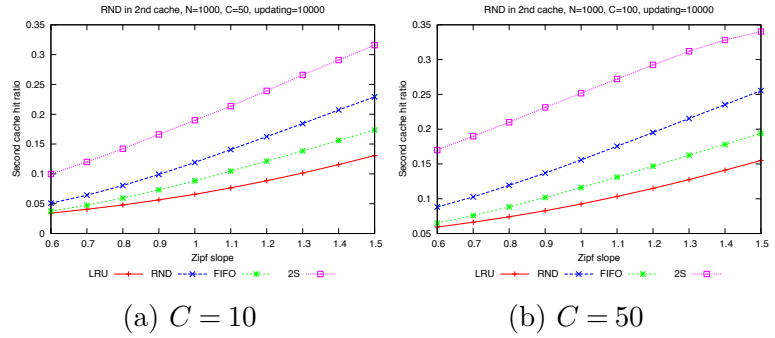 RND in 2nd cache, N=1000, C=50, updating=10000
Second cache hit ratio
0.35
0.3
0.25
0.2
0.15
0.1
0.05
0
0.6 0.7 0.8 0.9 1 1.1 1.2 1.3 1.4 1.5
Zipf slope
LRU RND FIFO 2S
(a) C = 10
RND in 2nd cache, N=1000, C=100, updating=10000
Second cache hit ratio
0.35
0.3
0.25
0.2
0.15
0.1
0.05
0.6 0.7 0.8 0.9 1 1.1 1.2 1.3 1.4 1.5
Zipf slope
LRU RND FIFO 2S
(b) C = 50